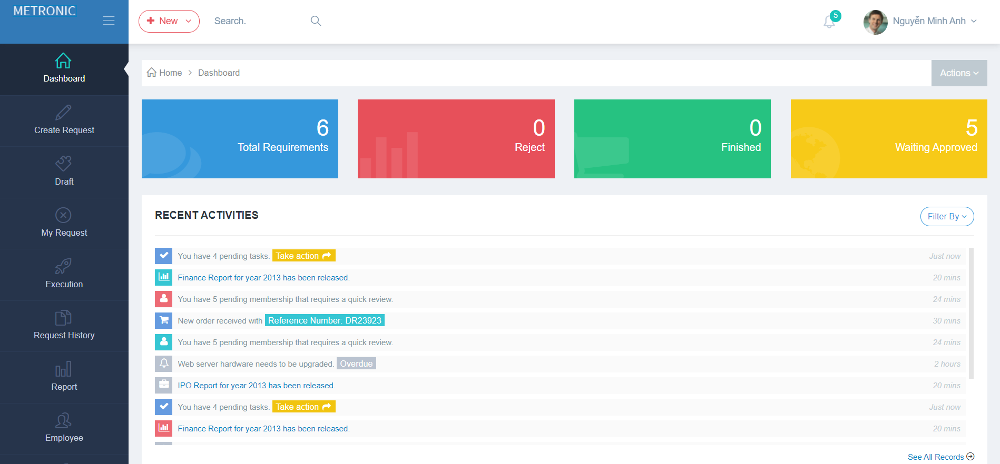 METRONIC
New
Search.
5
Nguyễn Minh Anh
Dashboard
Create Request
Draft
My Request
Execution
Request History
Report
Employee
Home
Dashboard
Actions
6
Total Requirements
0
Reject
0
Finished
5
Waiting Approved
RECENT ACTIVITIES
Filter By
You have 4 pending tasks. Take action Just now
Finance Report for year 2013 has been released. 20 mins
You have 5 pending membership that requires a quick review. 24 mins
New order received with Reference Number: DR23923 30 mins
You have 5 pending membership that requires a quick review. 24 mins
Web server hardware needs to be upgraded. Overdue 2 hours
IPO Report for year 2013 has been released. 20 mins
You have 4 pending tasks. Take action Just now
Finance Report for year 2013 has been released. 20 mins
See All Records